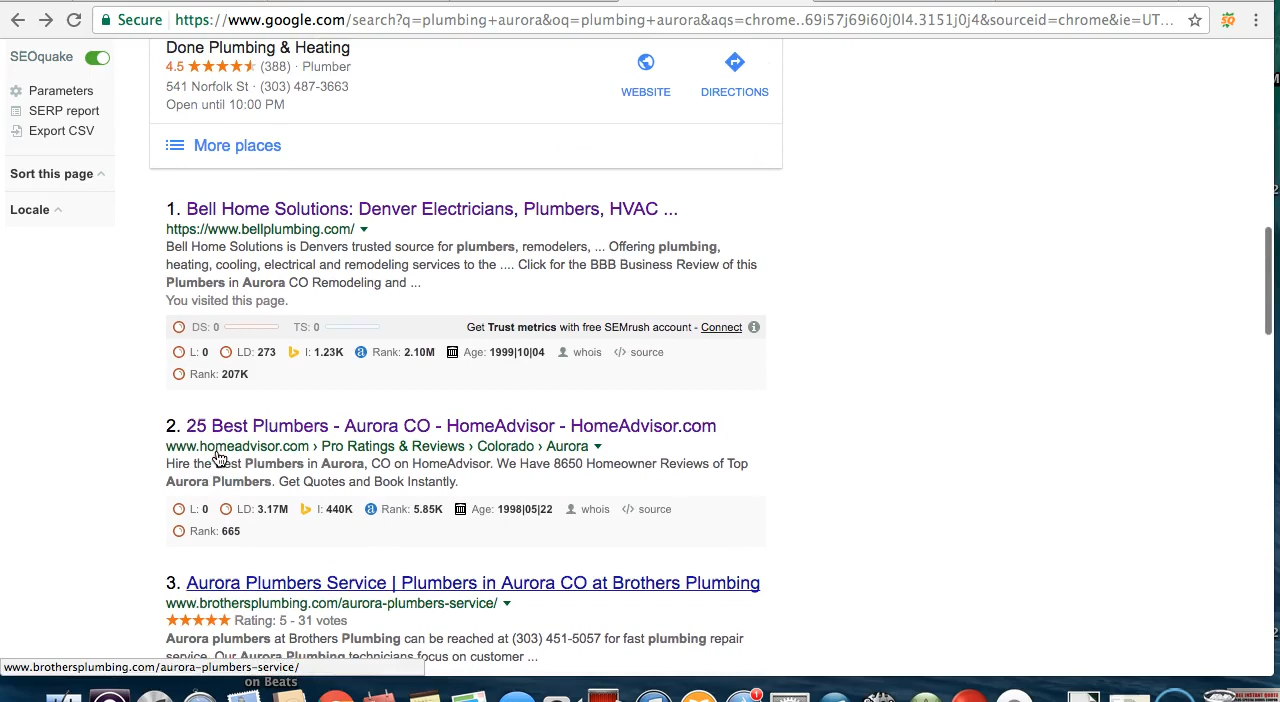 Secure https://www.google.com/search?q=plumbing+aurora&oq=plumbing+aurora&aqs=chrome..69i57j69i60j0l4.3151j0j4&sourceid=chrome&ie=UT...
SEOquake
Parameters
SERP report
Export CSV
Sort this page
Locale
Done Plumbing & Heating
4.5 ★★★★★ (388) · Plumber
541 Norfolk St · (303) 487-3663
Open until 10:00 PM
WEBSITE
DIRECTIONS
More places
1. Bell Home Solutions: Denver Electricians, Plumbers, HVAC ...
https://www.bellplumbing.com/
Bell Home Solutions is Denvers trusted source for plumbers, remodelers, ... Offering plumbing,
heating, cooling, electrical and remodeling services to the .... Click for the BBB Business Review of this
Plumbers in Aurora CO Remodeling and ...
You visited this page.
DS: 0 TS: 0 Get Trust metrics with free SEMrush account - Connect
L: 0 LD: 273 I: 1.23K Rank: 2.10M Age: 1999|10|04 whois source
Rank: 207K
2. 25 Best Plumbers - Aurora CO - HomeAdvisor - HomeAdvisor.com
www.homeadvisor.com › Pro Ratings & Reviews › Colorado › Aurora
Hire the Best Plumbers in Aurora, CO on HomeAdvisor. We Have 8650 Homeowner Reviews of Top
Aurora Plumbers. Get Quotes and Book Instantly.
L: 0 LD: 3.17M I: 440K Rank: 5.85K Age: 1998|05|22 whois source
Rank: 665
3. Aurora Plumbers Service | Plumbers in Aurora CO at Brothers Plumbing
www.brothersplumbing.com/aurora-plumbers-service/
★★★★★ Rating: 5 - 31 votes
Aurora plumbers at Brothers Plumbing can be reached at (303) 451-5057 for fast plumbing repair
service. Our Aurora Plumbing technicians focus on customer ...
www.brothersplumbing.com/aurora-plumbers-service/
on Beats